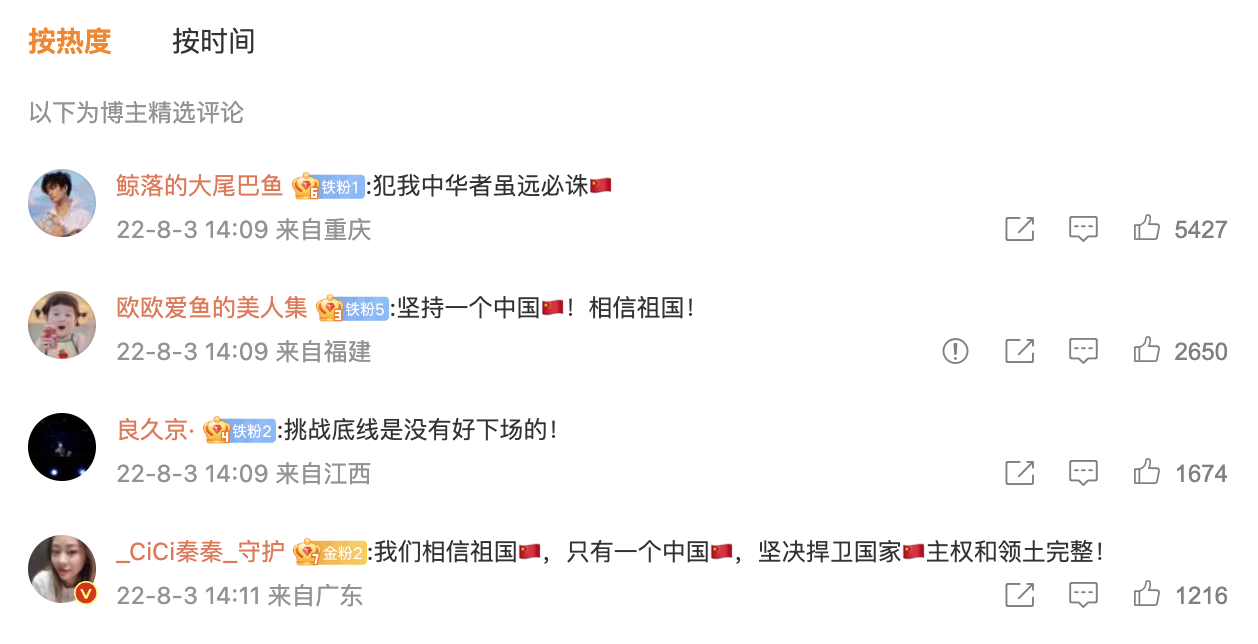 按热度 按时间
以下为博主精选评论
鲸落的大尾巴鱼 6 铁粉1 :犯我中华者虽远必诛🇨🇳
22-8-3 14:09 来自重庆 5427
欧欧爱鱼的美人集 3 铁粉5 :坚持一个中国🇨🇳！相信祖国！
22-8-3 14:09 来自福建 2650
良久京· 4 铁粉2 :挑战底线是没有好下场的！
22-8-3 14:09 来自江西 1674
_CiCi秦秦_守护 7 金粉2 :我们相信祖国🇨🇳，只有一个中国🇨🇳，坚决捍卫国家🇨🇳主权和领土完整！
22-8-3 14:11 来自广东 1216